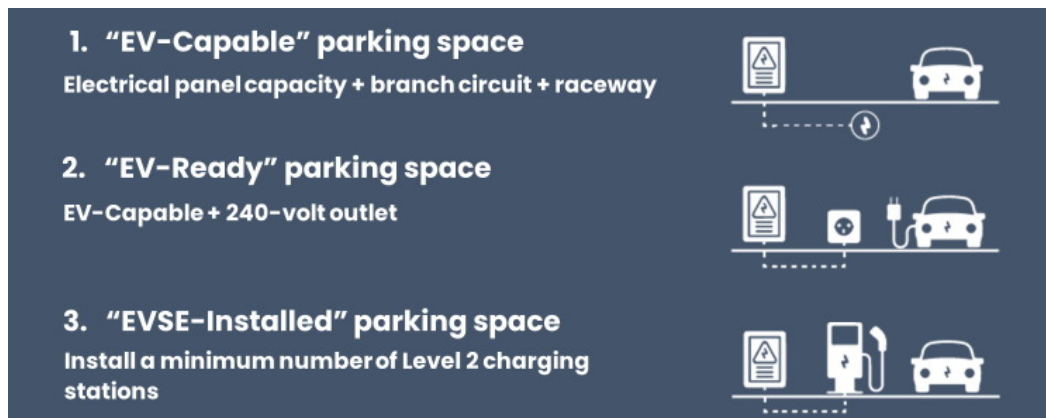 1. “EV-Capable” parking space
Electrical panel capacity + branch circuit + raceway
2. “EV-Ready” parking space
EV-Capable + 240-volt outlet
3. “EVSE-Installed” parking space
Install a minimum number of Level 2 charging
stations